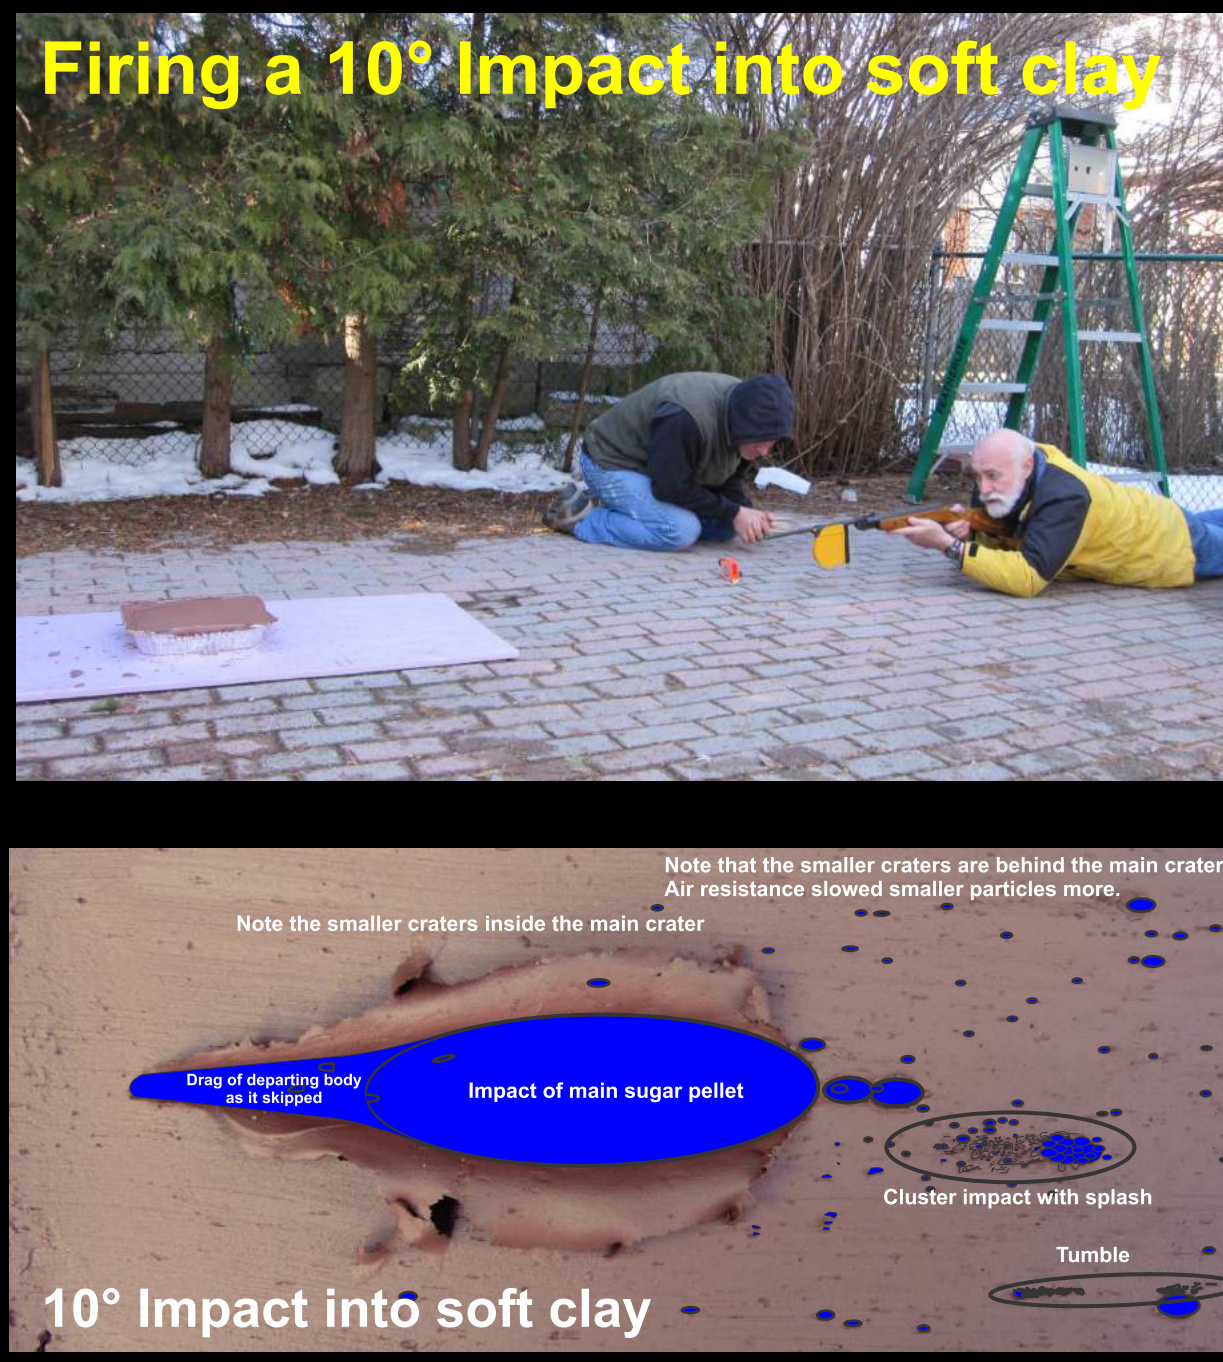 Firing a 10° Impact into soft clay
FEATHERLITE
Note that the smaller craters are behind the main crater
Air resistance slowed smaller particles more.
Note the smaller craters inside the main crater
Drag of departing body
as it skipped
Impact of main sugar pellet
Cluster impact with splash
Tumble
10° Impact into soft clay